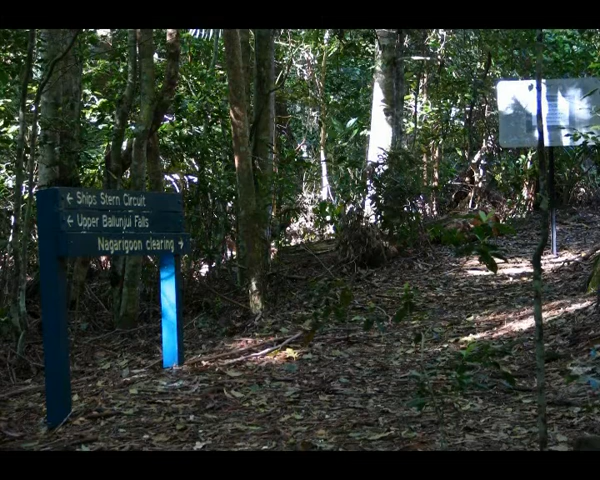 ← Ships Stern Circuit
← Upper Ballunjui Falls
Nagarigoon clearing →